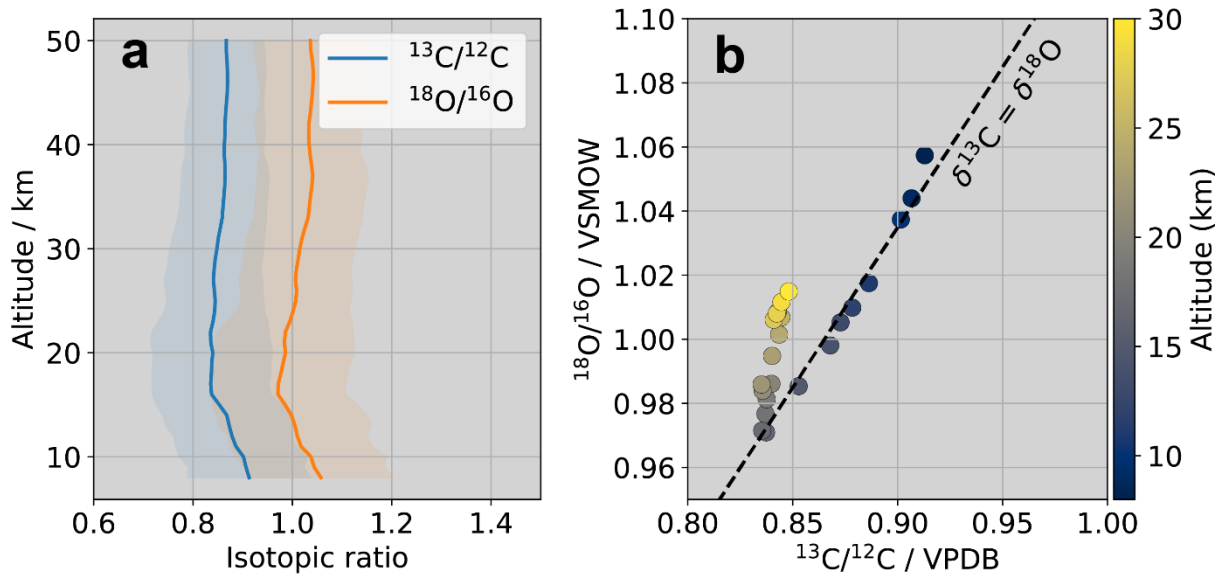 a
¹³C/¹²C
¹⁸O/¹⁶O
50
40
30
20
10
Altitude / km
0.6 0.8 1.0 1.2 1.4
Isotopic ratio
b
δ¹³C = δ¹⁸O
1.10
1.08
1.06
1.04
1.02
1.00
0.98
0.96
¹⁸O/¹⁶O / VSMOW
0.80 0.85 0.90 0.95 1.00
¹³C/¹²C / VPDB
30
25
20
15
10
Altitude (km)